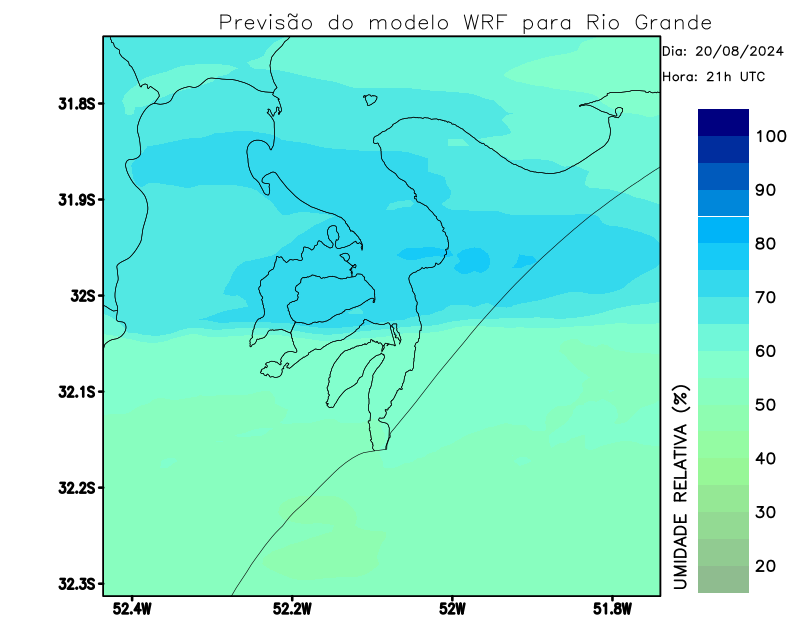 Previsão do modelo WRF para Rio Grande
Dia: 20/08/2024
Hora: 21h UTC
31.8S
31.9S
32S
32.1S
32.2S
32.3S
52.4W
52.2W
52W
51.8W
UMIDADE RELATIVA (%)
100
90
80
70
60
50
40
30
20